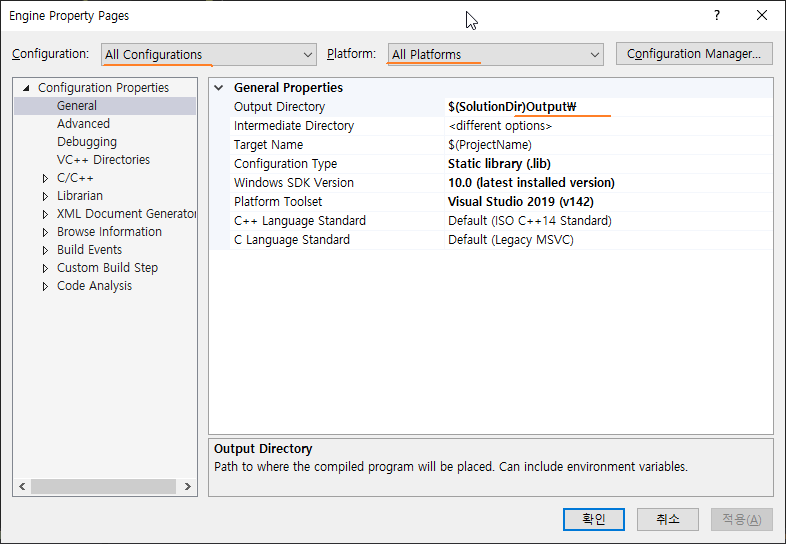 Engine Property Pages
Configuration: All Configurations Platform: All Platforms Configuration Manager...
Configuration Properties
General
Advanced
Debugging
VC++ Directories
C/C++
Librarian
XML Document Generator
Browse Information
Build Events
Custom Build Step
Code Analysis
General Properties
Output Directory $(SolutionDir)Output₩
Intermediate Directory <different options>
Target Name $(ProjectName)
Configuration Type Static library (.lib)
Windows SDK Version 10.0 (latest installed version)
Platform Toolset Visual Studio 2019 (v142)
C++ Language Standard Default (ISO C++14 Standard)
C Language Standard Default (Legacy MSVC)
Output Directory
Path to where the compiled program will be placed. Can include environment variables.
확인 취소 적용(A)